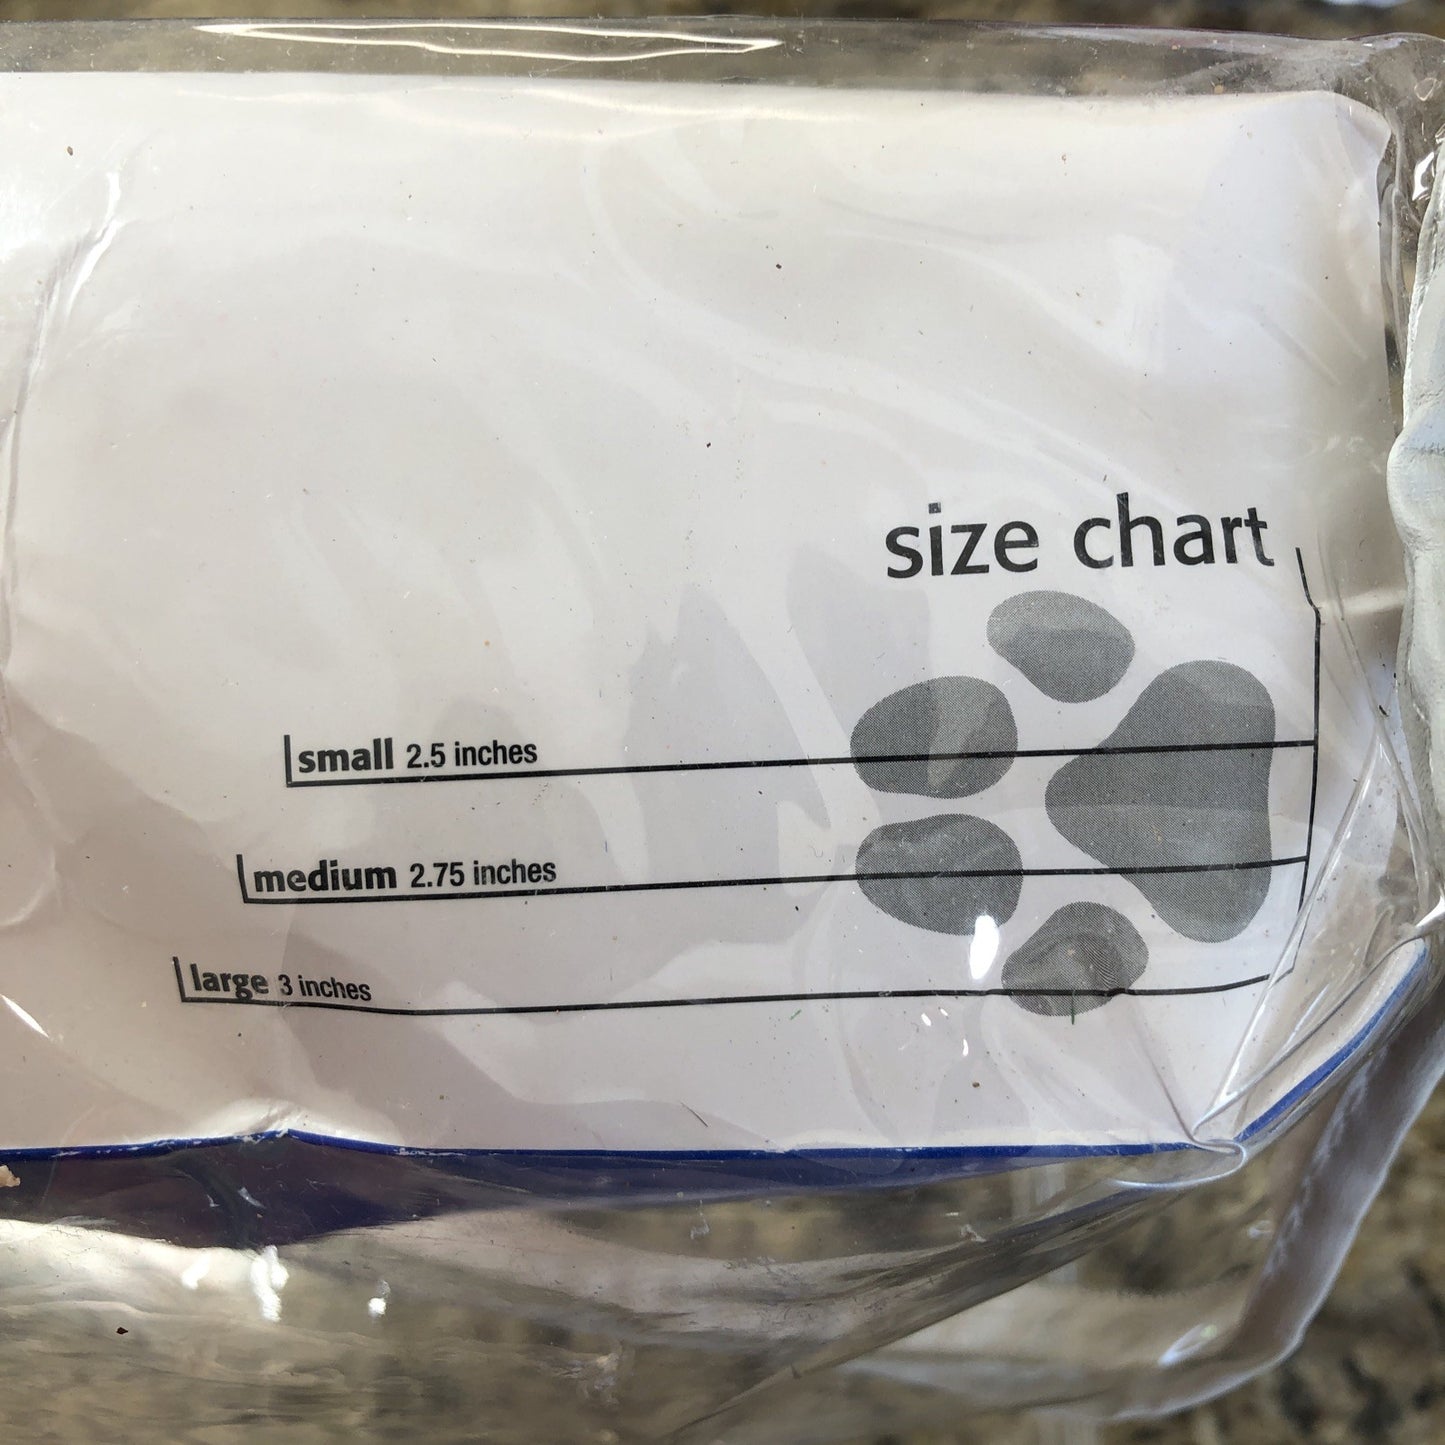 size chart
small 2.5 inches
medium 2.75 inches
large 3 inches